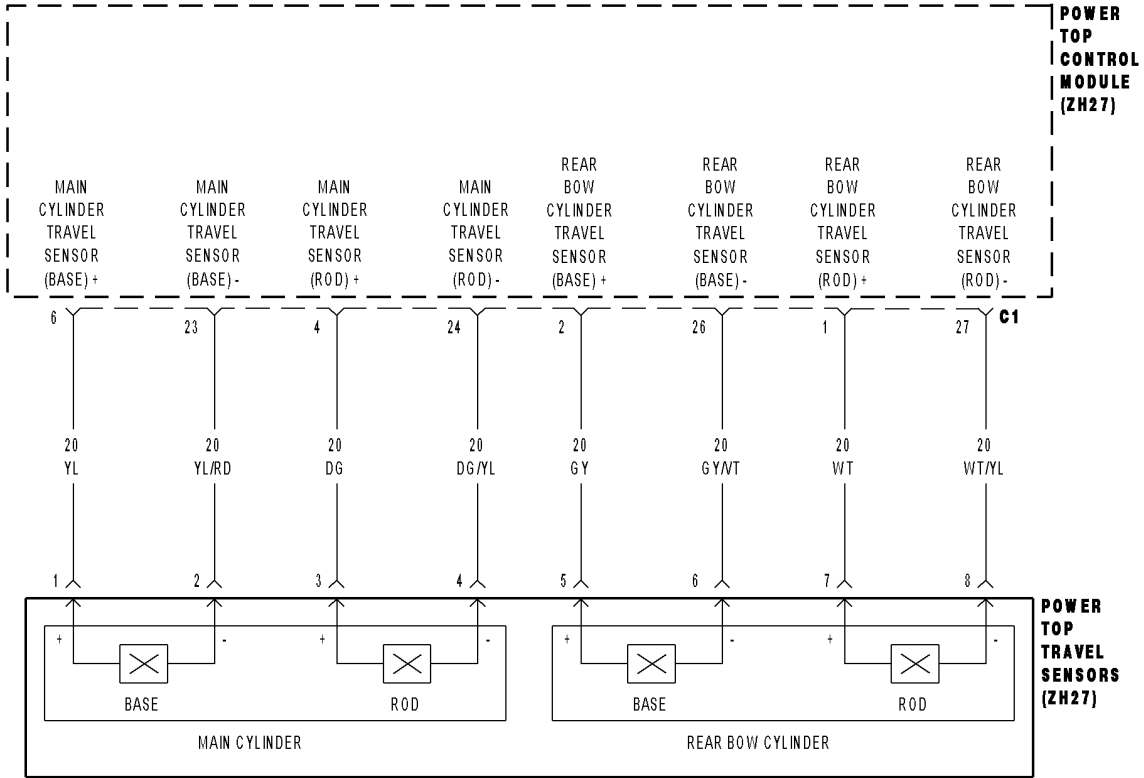 POWER
TOP
CONTROL
MODULE
(ZH27)
MAIN
CYLINDER
TRAVEL
SENSOR
(BASE) +
MAIN
CYLINDER
TRAVEL
SENSOR
(BASE) -
MAIN
CYLINDER
TRAVEL
SENSOR
(ROD) +
MAIN
CYLINDER
TRAVEL
SENSOR
(ROD) -
REAR
BOW
CYLINDER
TRAVEL
SENSOR
(BASE) +
REAR
BOW
CYLINDER
TRAVEL
SENSOR
(BASE) -
REAR
BOW
CYLINDER
TRAVEL
SENSOR
(ROD) +
REAR
BOW
CYLINDER
TRAVEL
SENSOR
(ROD) -
6 23 4 24 2 26 1 27 C1
20 20 20 20 20 20 20 20
YL YL/RD DG DG/YL GY GY/VT WT WT/YL
1 2 3 4 5 6 7 8
POWER
TOP
TRAVEL
SENSORS
(ZH27)
+ - + - + - + -
BASE ROD BASE ROD
MAIN CYLINDER REAR BOW CYLINDER